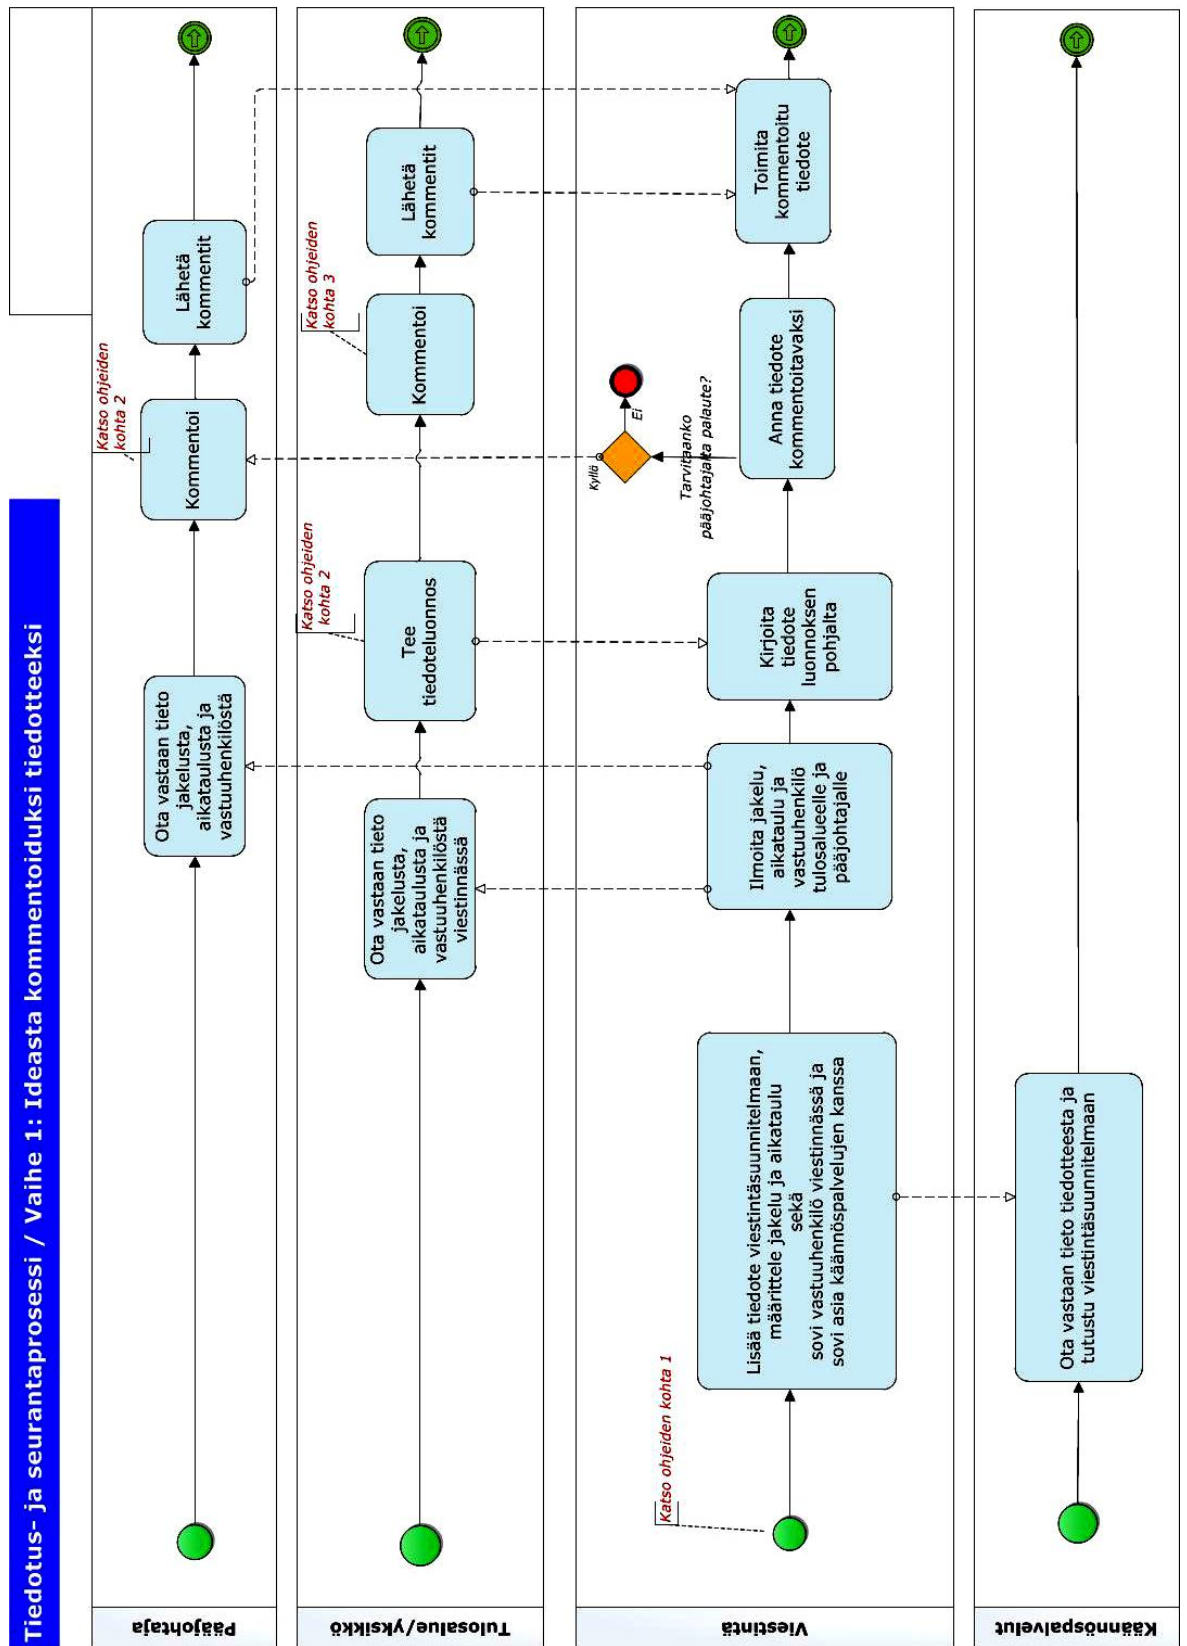 Tiedotus- ja seurantaprosessi / Vaihe 1: Ideasta kommentoiduksi tiedotteeksi
Pääjohtaja
Ota vastaan tieto
jakelusta,
aikataulusta ja
vastuuhenkilöstä
Katso ohjeiden
kohta 2
Kommentoi
Lähetä
kommentit
Tulosalue/yksikkö
Ota vastaan tieto
jakelusta,
aikataulusta ja
vastuuhenkilöstä
viestinnässä
Katso ohjeiden
kohta 2
Tee
tiedoteluonnos
Katso ohjeiden
kohta 3
Kommentoi
Lähetä
kommentit
Viestintä
Katso ohjeiden kohta 1
Lisää tiedote viestintäsuunnitelmaan,
määrittele jakelu ja aikataulu
sekä
sovi vastuuhenkilö viestinnässä ja
sovi asia käännöspalvelujen kanssa
Ilmoita jakelu,
aikataulu ja
vastuuhenkilö
tulosalueelle ja
pääjohtajalle
Kirjoita
tiedote
luonnoksen
pohjalta
Kyllä
Ei
Tarvitaanko
pääjohtajalta palaute?
Anna tiedote
kommentoitavaksi
Toimita
kommentoitu
tiedote
Käännöspalvelut
Ota vastaan tieto tiedotteesta ja
tutustu viestintäsuunnitelmaan